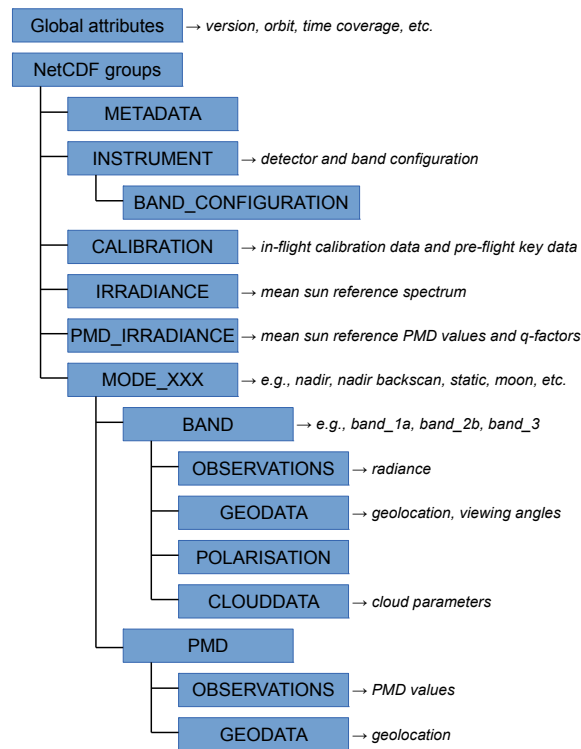 Global attributes → version, orbit, time coverage, etc.
NetCDF groups
METADATA
INSTRUMENT → detector and band configuration
BAND_CONFIGURATION
CALIBRATION → in-flight calibration data and pre-flight key data
IRRADIANCE → mean sun reference spectrum
PMD_IRRADIANCE → mean sun reference PMD values and q-factors
MODE_XXX → e.g., nadir, nadir backscan, static, moon, etc.
BAND → e.g., band_1a, band_2b, band_3
OBSERVATIONS → radiance
GEODATA → geolocation, viewing angles
POLARISATION
CLOUDDATA → cloud parameters
PMD
OBSERVATIONS → PMD values
GEODATA → geolocation